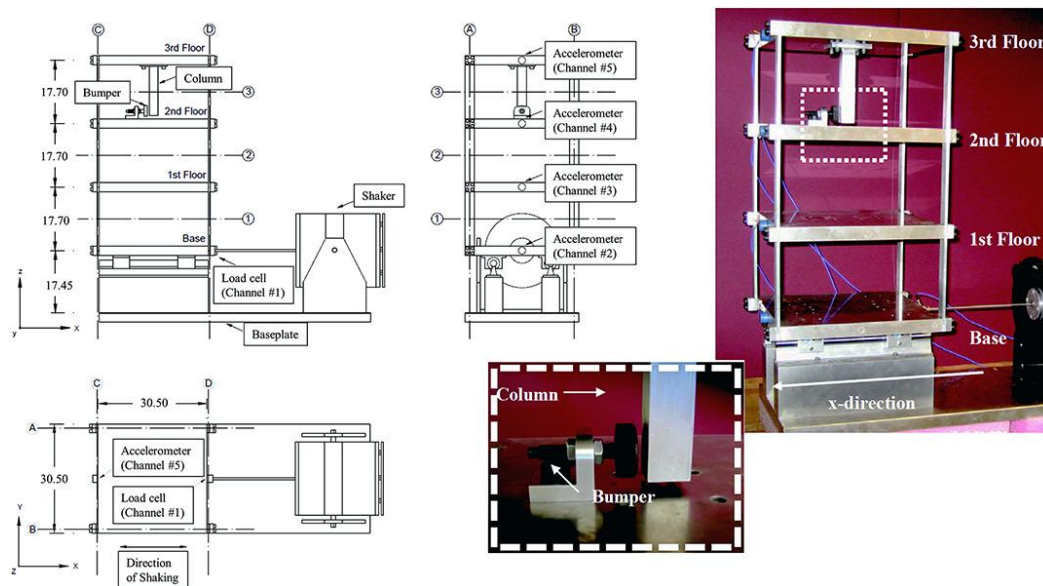 C
D
3rd Floor
Column
Bumper
2nd Floor
1st Floor
Base
17.70
17.70
17.70
17.45
3
2
1
Shaker
Load cell
(Channel #1)
Baseplate
z
y
x
A
B
Accelerometer
(Channel #5)
Accelerometer
(Channel #4)
Accelerometer
(Channel #3)
Accelerometer
(Channel #2)
3
2
1
3rd Floor
2nd Floor
1st Floor
Base
x-direction
C
D
30.50
A
Accelerometer
(Channel #5)
30.50
Load cell
(Channel #1)
B
Y
Z
X
Direction
of Shaking
Column
Bumper